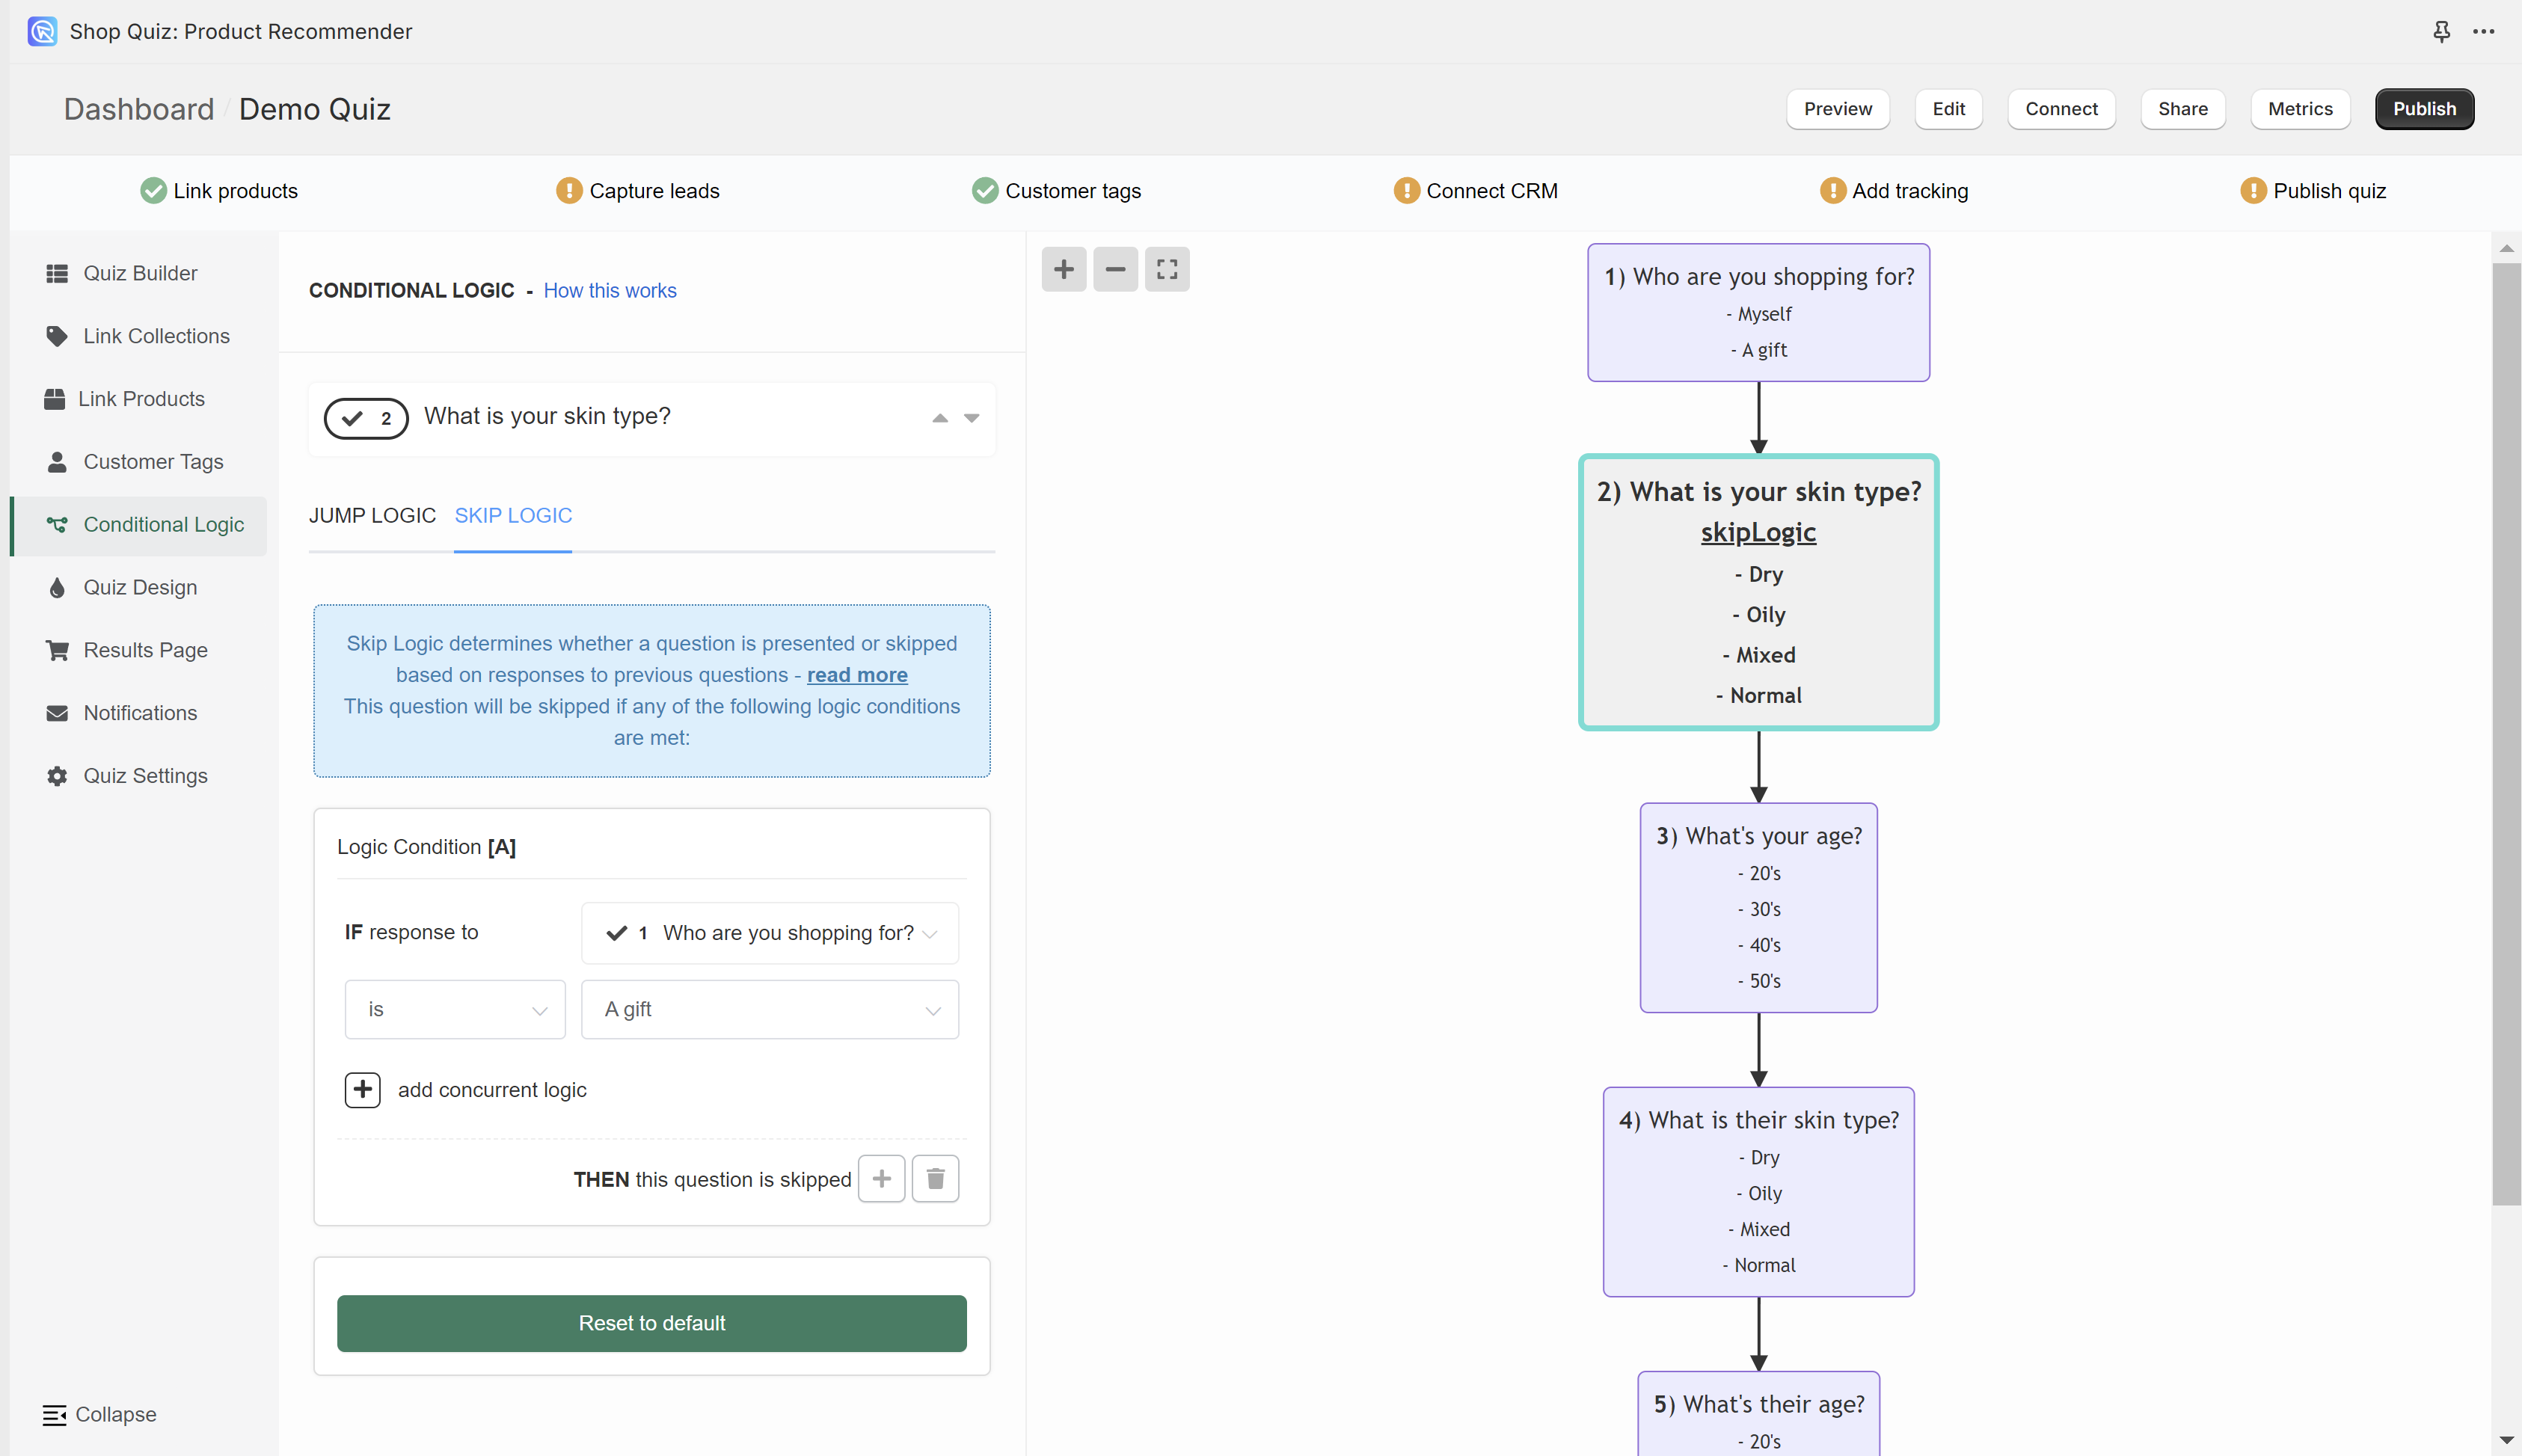 Shop Quiz: Product Recommender
Dashboard / Demo Quiz
Preview
Edit
Connect
Share
Metrics
Publish
Link products
Capture leads
Customer tags
Connect CRM
Add tracking
Publish quiz
Quiz Builder
Link Collections
Link Products
Customer Tags
Conditional Logic
Quiz Design
Results Page
Notifications
Quiz Settings
Collapse
CONDITIONAL LOGIC - How this works
2 What is your skin type?
JUMP LOGIC SKIP LOGIC
Skip Logic determines whether a question is presented or skipped
based on responses to previous questions - read more
This question will be skipped if any of the following logic conditions
are met:
Logic Condition [A]
IF response to
1 Who are you shopping for?
is
A gift
add concurrent logic
THEN this question is skipped
Reset to default
1) Who are you shopping for?
- Myself
- A gift
2) What is your skin type?
skipLogic
- Dry
- Oily
- Mixed
- Normal
3) What's your age?
- 20's
- 30's
- 40's
- 50's
4) What is their skin type?
- Dry
- Oily
- Mixed
- Normal
5) What's their age?
- 20's